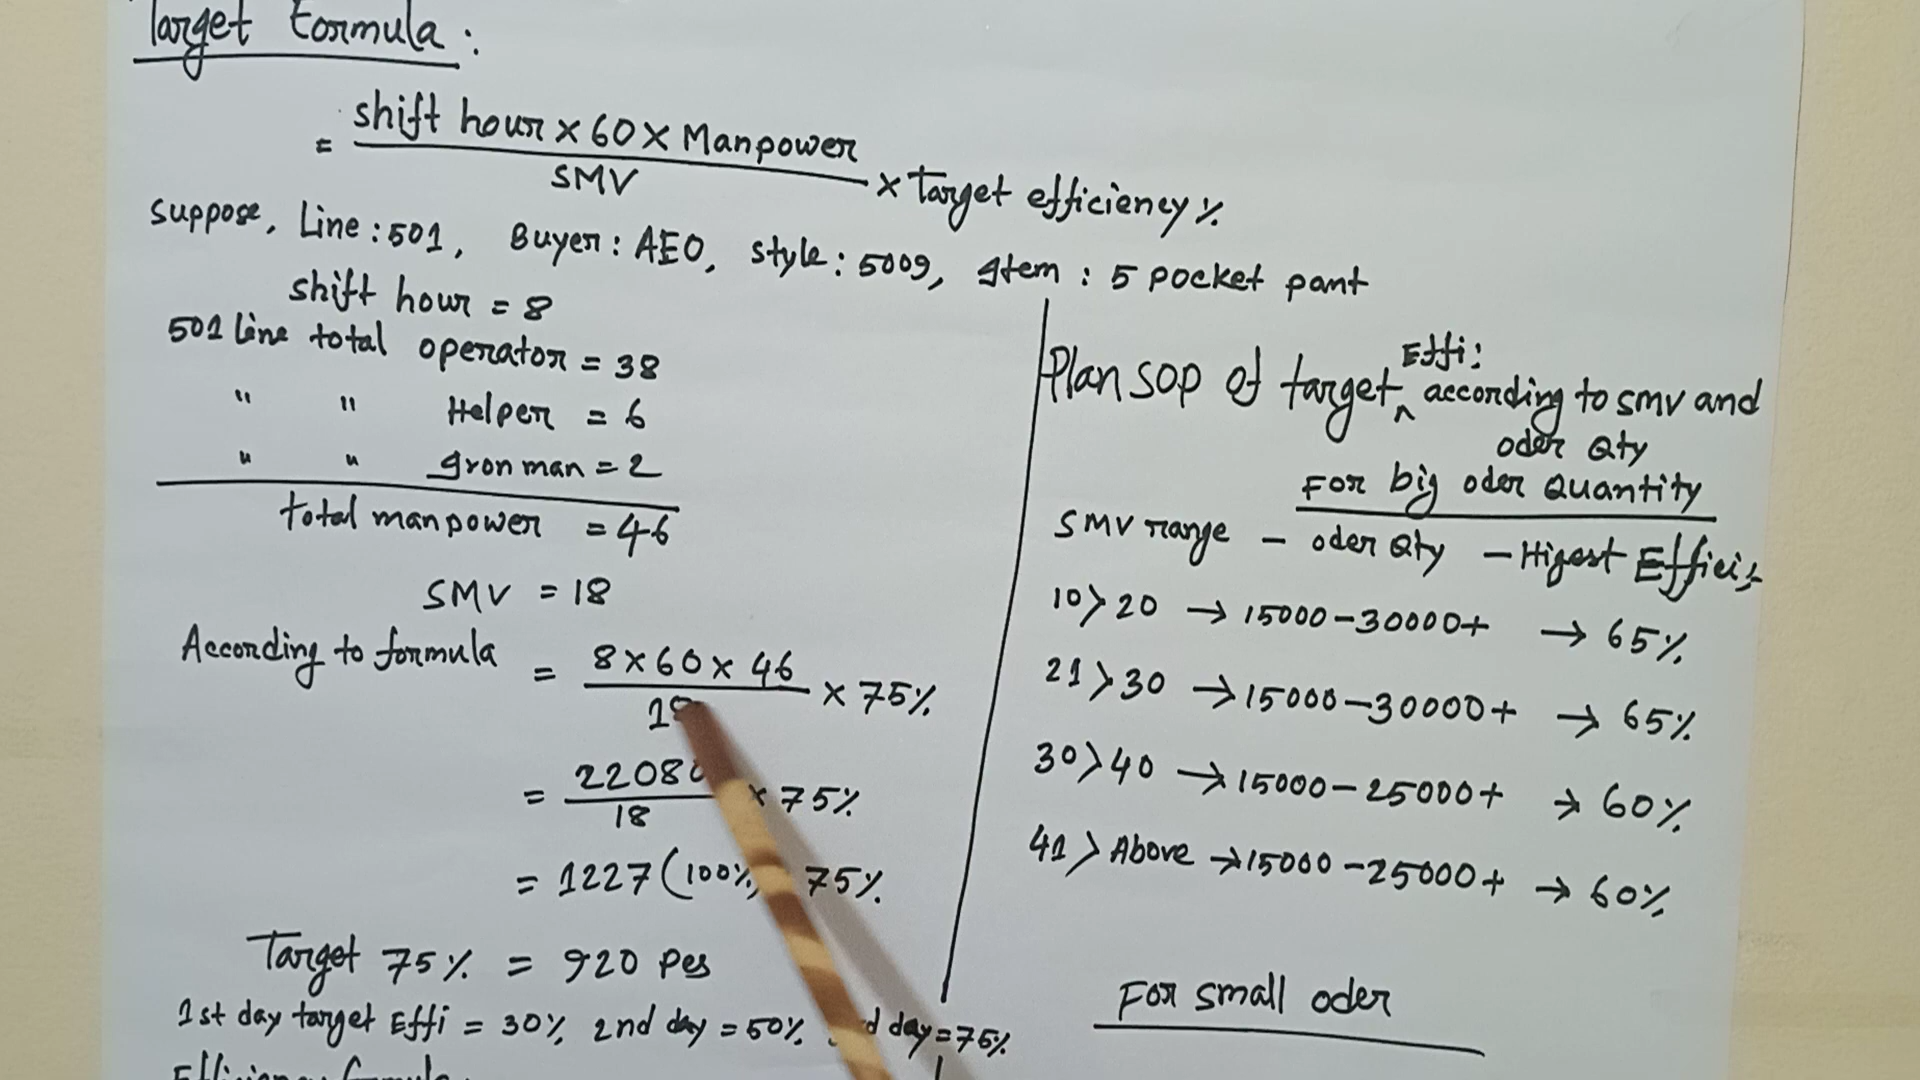 Target Formula :
= shift hour × 60 × Manpower
SMV
× Target efficiency %
Suppose, Line : 501, Buyer : AEO, Style : 5009, Item : 5 pocket pant
shift hour = 8
501 Line total operator = 38
" " Helper = 6
" " Iron man = 2
total manpower = 46
SMV = 18
According to formula = 8 × 60 × 46
18
× 75%
= 22080
18
× 75%
= 1227 (100%) 75%
Target 75% = 920 Pcs
1st day target Effi = 30%, 2nd day = 50%, day = 75%
Plan SOP of target Effi: according to smv and
oder Qty
For big oder Quantity
SMV range – oder Qty – Higest Efficis
10 > 20 → 15000 – 30000+ → 65%
21 > 30 → 15000 – 30000+ → 65%
30 > 40 → 15000 – 25000+ → 60%
41 > Above → 15000 – 25000+ → 60%
For small oder